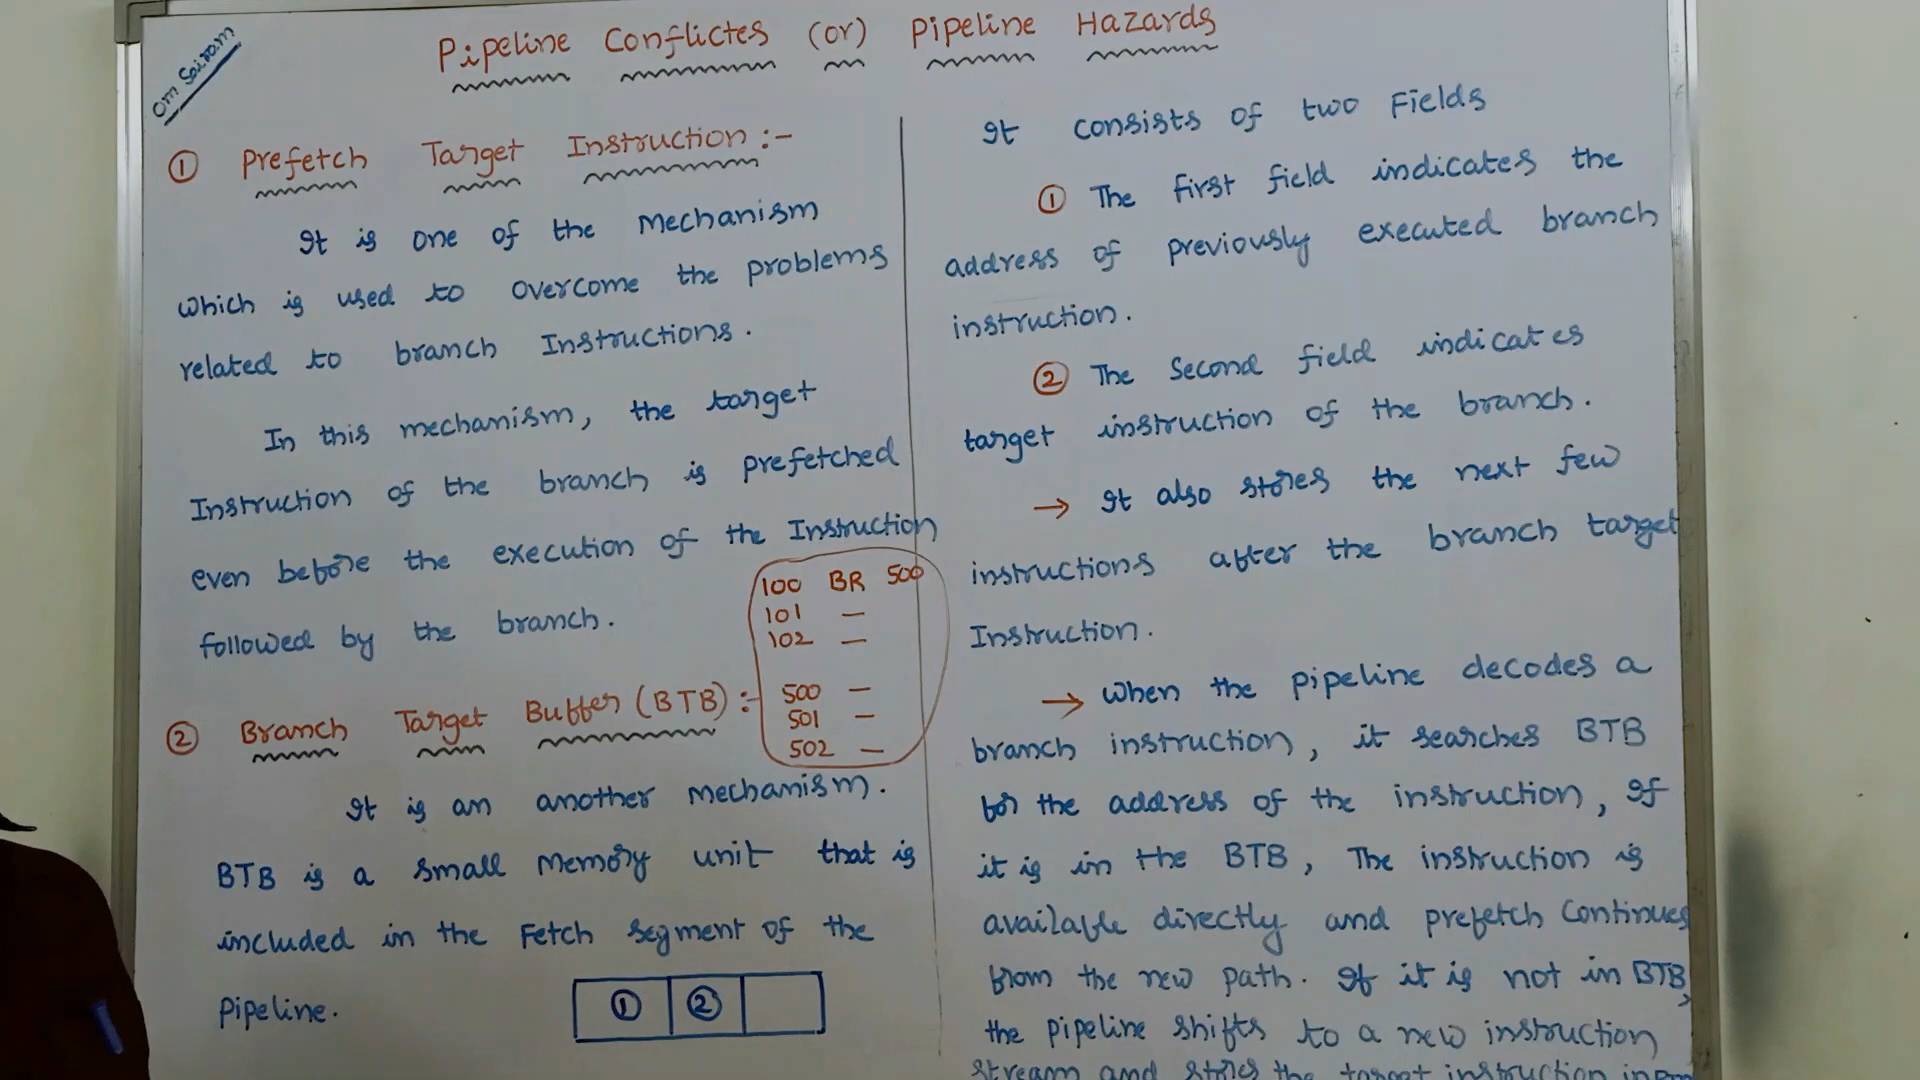 Om Sairam
Pipeline Conflictes (or) Pipeline Hazards
① Prefetch Target Instruction :-
It is one of the mechanism
which is used to overcome the problems
related to branch Instructions.
In this mechanism, the target
Instruction of the branch is prefetched
even before the execution of the Instruction
followed by the branch.
100 BR 500
101 —
102 —
500 —
501 —
502 —
② Branch Target Buffer (BTB) :-
It is an another mechanism.
BTB is a small memory unit that is
included in the Fetch segment of the
pipeline.
① ②
It consists of two Fields
① The first field indicates the
address of previously executed branch
instruction.
② The Second field indicates
target instruction of the branch.
→ It also stores the next few
instructions after the branch target
Instruction.
→ When the pipeline decodes a
branch instruction, it searches BTB
for the address of the instruction, If
it is in the BTB, The instruction is
available directly and prefetch continues
from the new path. If it is not in BTB,
the pipeline shifts to a new instruction
stream and stores the target instruction in